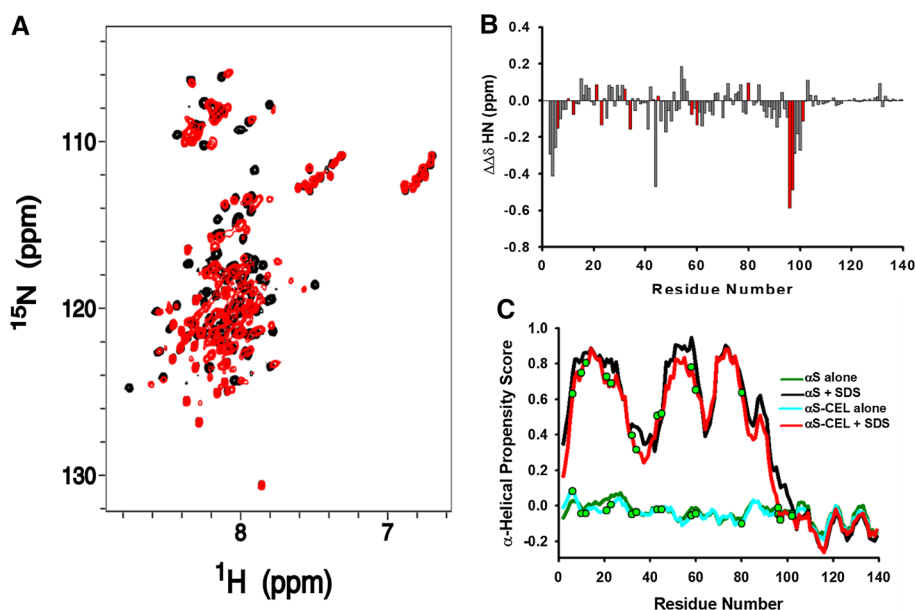 A
110
120
130
15N (ppm)
8
7
1H (ppm)
B
0.4
0.2
0.0
-0.2
-0.4
-0.6
-0.8
ΔΔδ HN (ppm)
0
20
40
60
80
100
120
140
Residue Number
C
1.0
0.8
0.6
0.4
0.2
0.0
-0.2
α-Helical Propensity Score
αS alone
αS + SDS
αS-CEL alone
αS-CEL + SDS
0
20
40
60
80
100
120
140
Residue Number